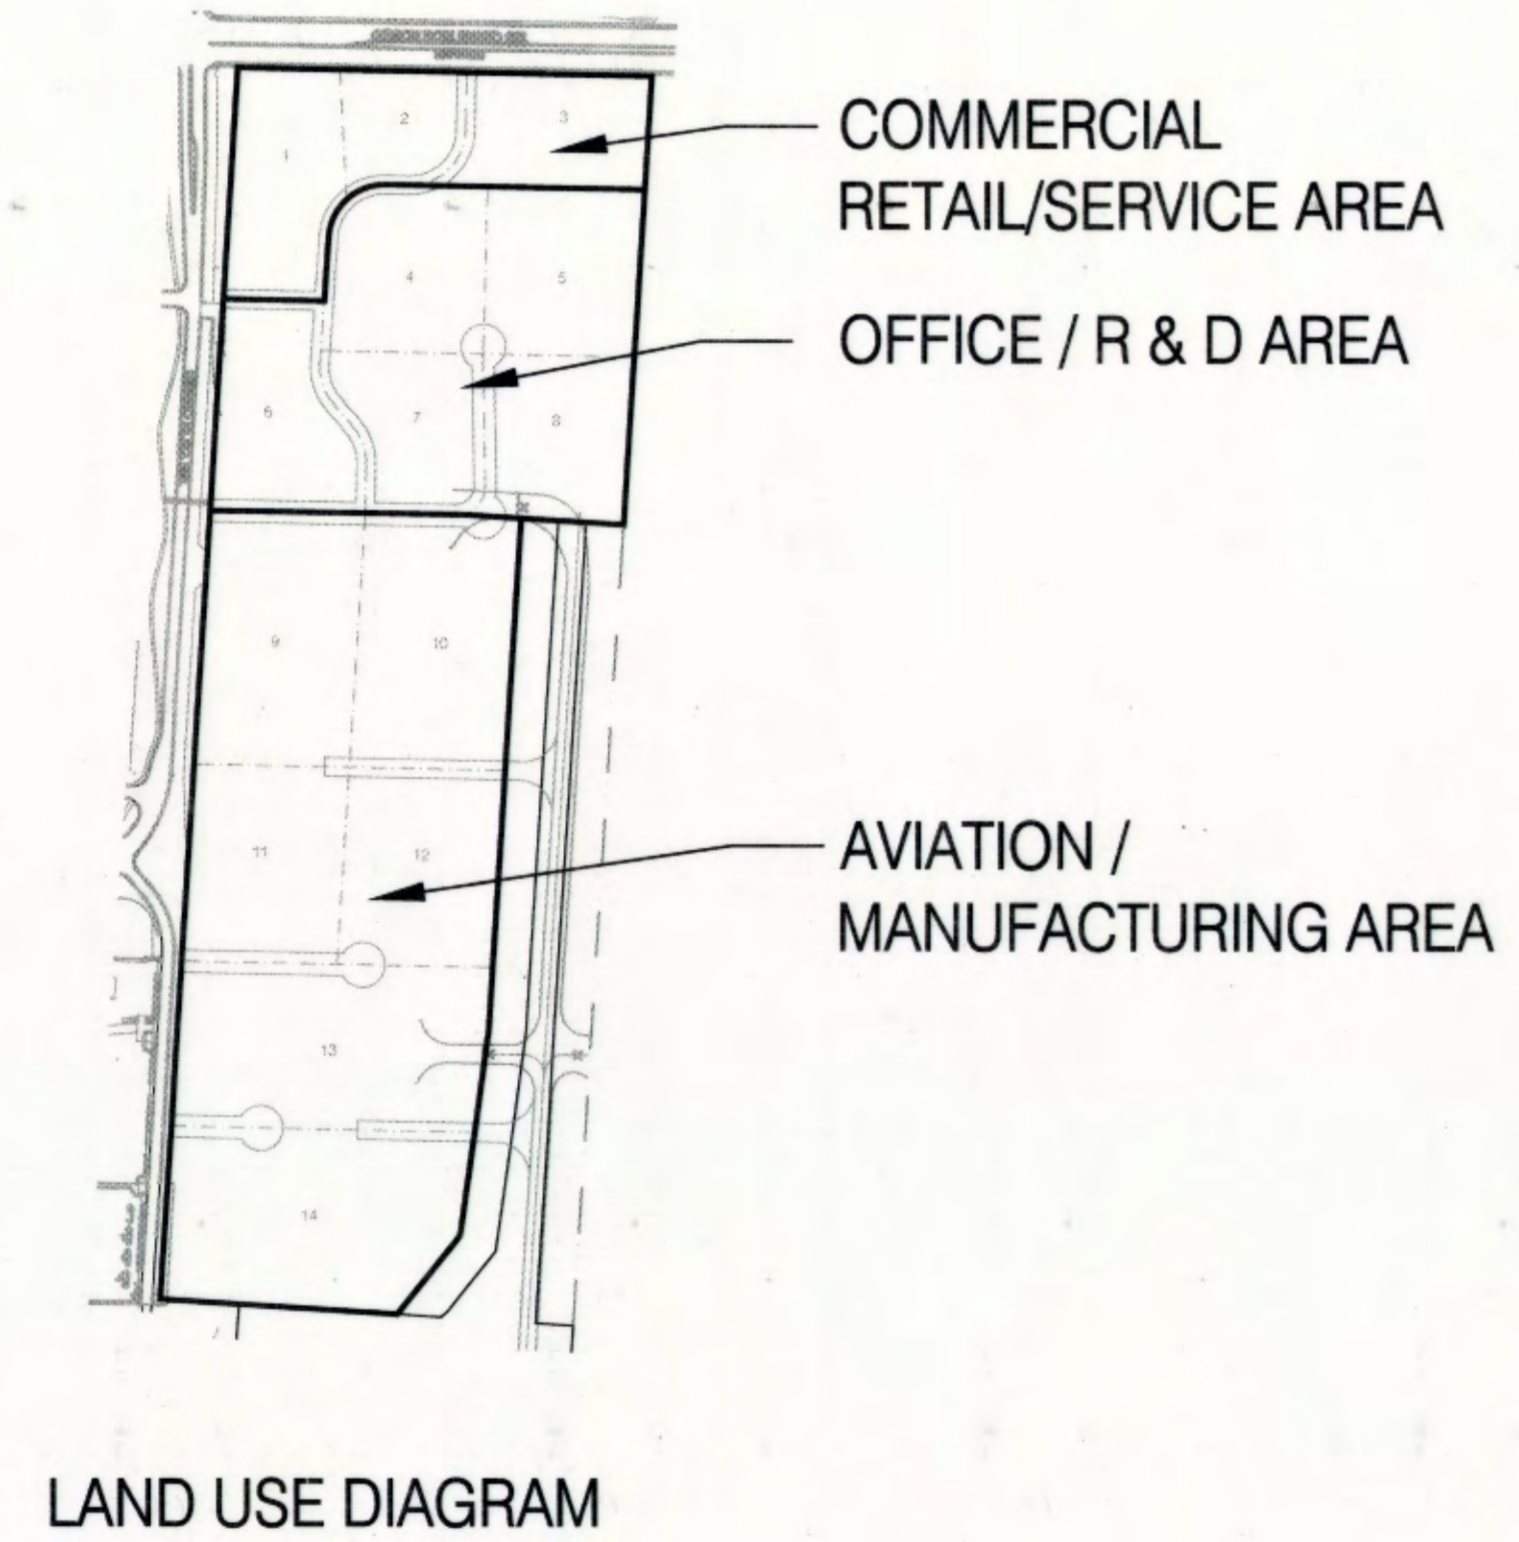 1
2
3
COMMERCIAL
RETAIL/SERVICE AREA
4
5
OFFICE / R & D AREA
6
7
8
9
10
11
12
AVIATION /
MANUFACTURING AREA
13
14
LAND USE DIAGRAM